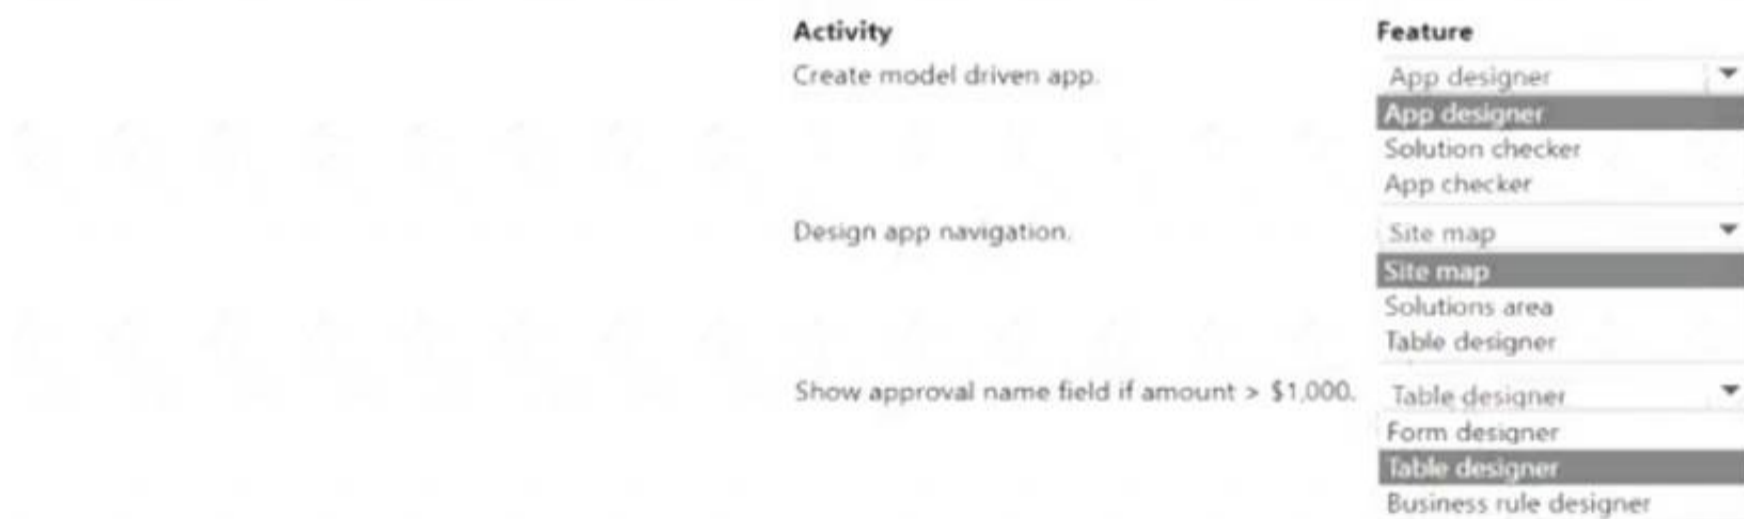 Activity Feature
Create model driven app. App designer
App designer
Solution checker
App checker
Design app navigation. Site map
Site map
Solutions area
Table designer
Show approval name field if amount > $1,000. Table designer
Form designer
Table designer
Business rule designer